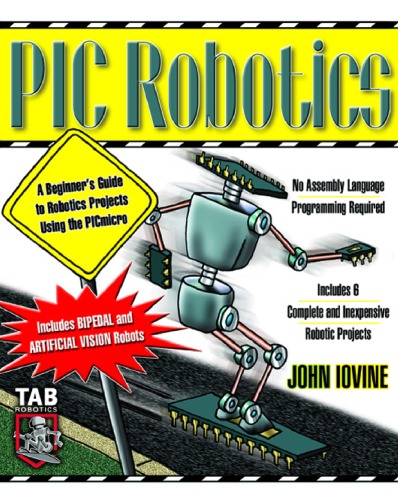 PIC Robotics
A Beginner's Guide
to Robotics Projects
Using the PICmicro
No Assembly Language
Programming Required
Includes 6
Complete and Inexpensive
Robotic Projects
Includes BIPEDAL and
ARTIFICIAL VISION Robots
JOHN IOVINE
TAB
ROBOTICS